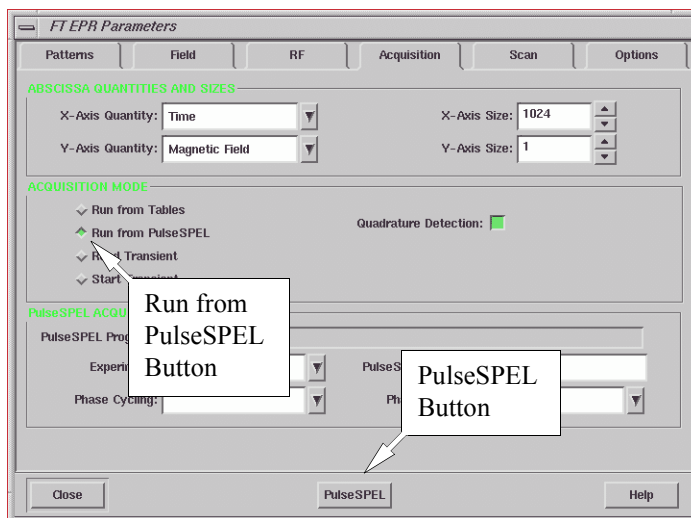 FT EPR Parameters
Patterns Field RF Acquisition Scan Options
ABSCISSA QUANTITIES AND SIZES
X-Axis Quantity: Time X-Axis Size: 1024
Y-Axis Quantity: Magnetic Field Y-Axis Size: 1
ACQUISITION MODE
Run from Tables
Run from PulseSPEL Quadrature Detection:
Transient
Start
Run from
PulseSPEL
Button
PulseSPEL ACQU
PulseSPEL Prog
Experi PulseS
PulseSPEL
Button
Phase Cycling: Ph
Close PulseSPEL Help